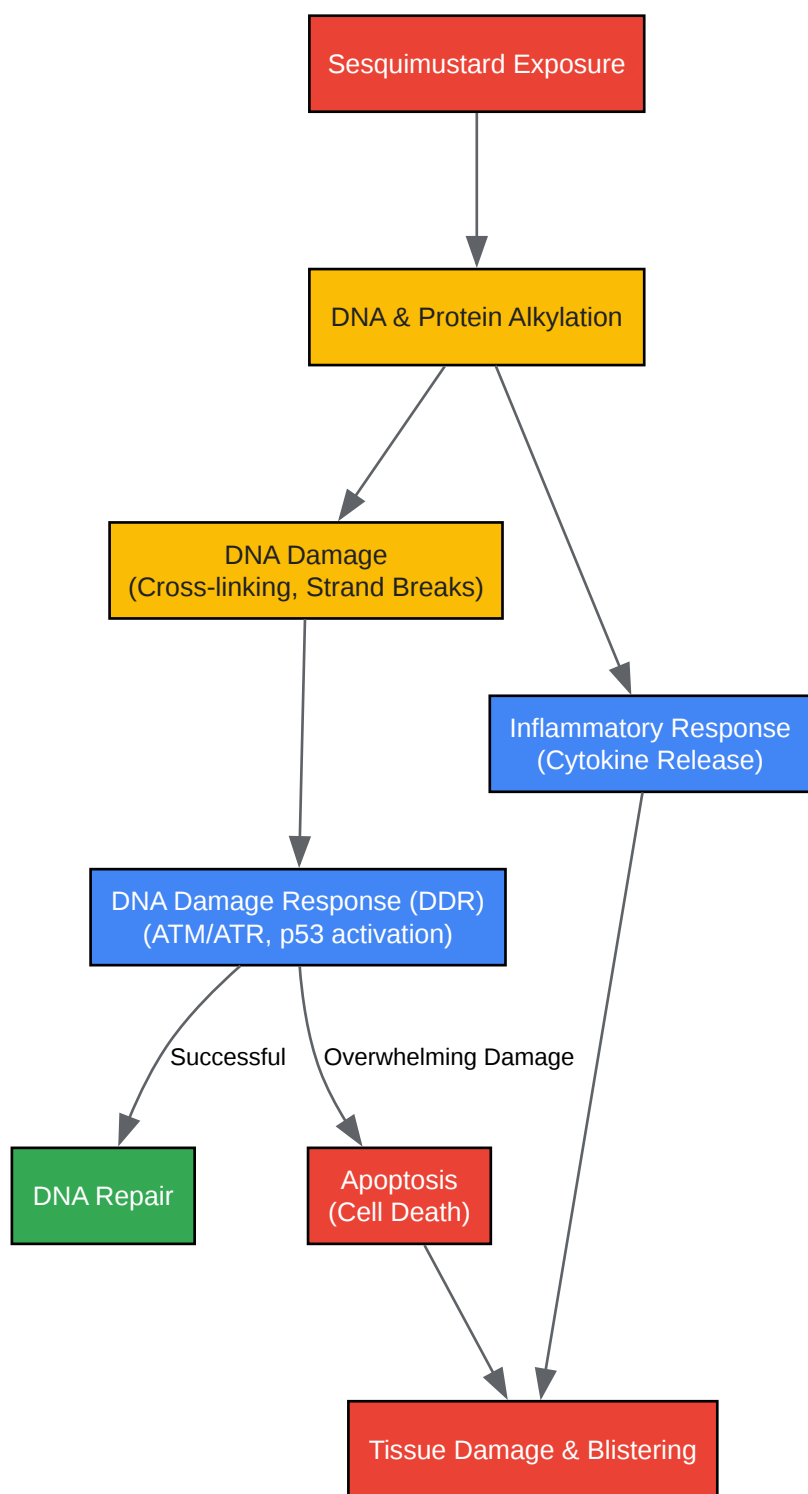 Sesquimustard Exposure
DNA & Protein Alkylation
DNA Damage
(Cross-linking, Strand Breaks)
Inflammatory Response
(Cytokine Release)
DNA Damage Response (DDR)
(ATM/ATR, p53 activation)
Successful
Overwhelming Damage
DNA Repair
Apoptosis
(Cell Death)
Tissue Damage & Blistering